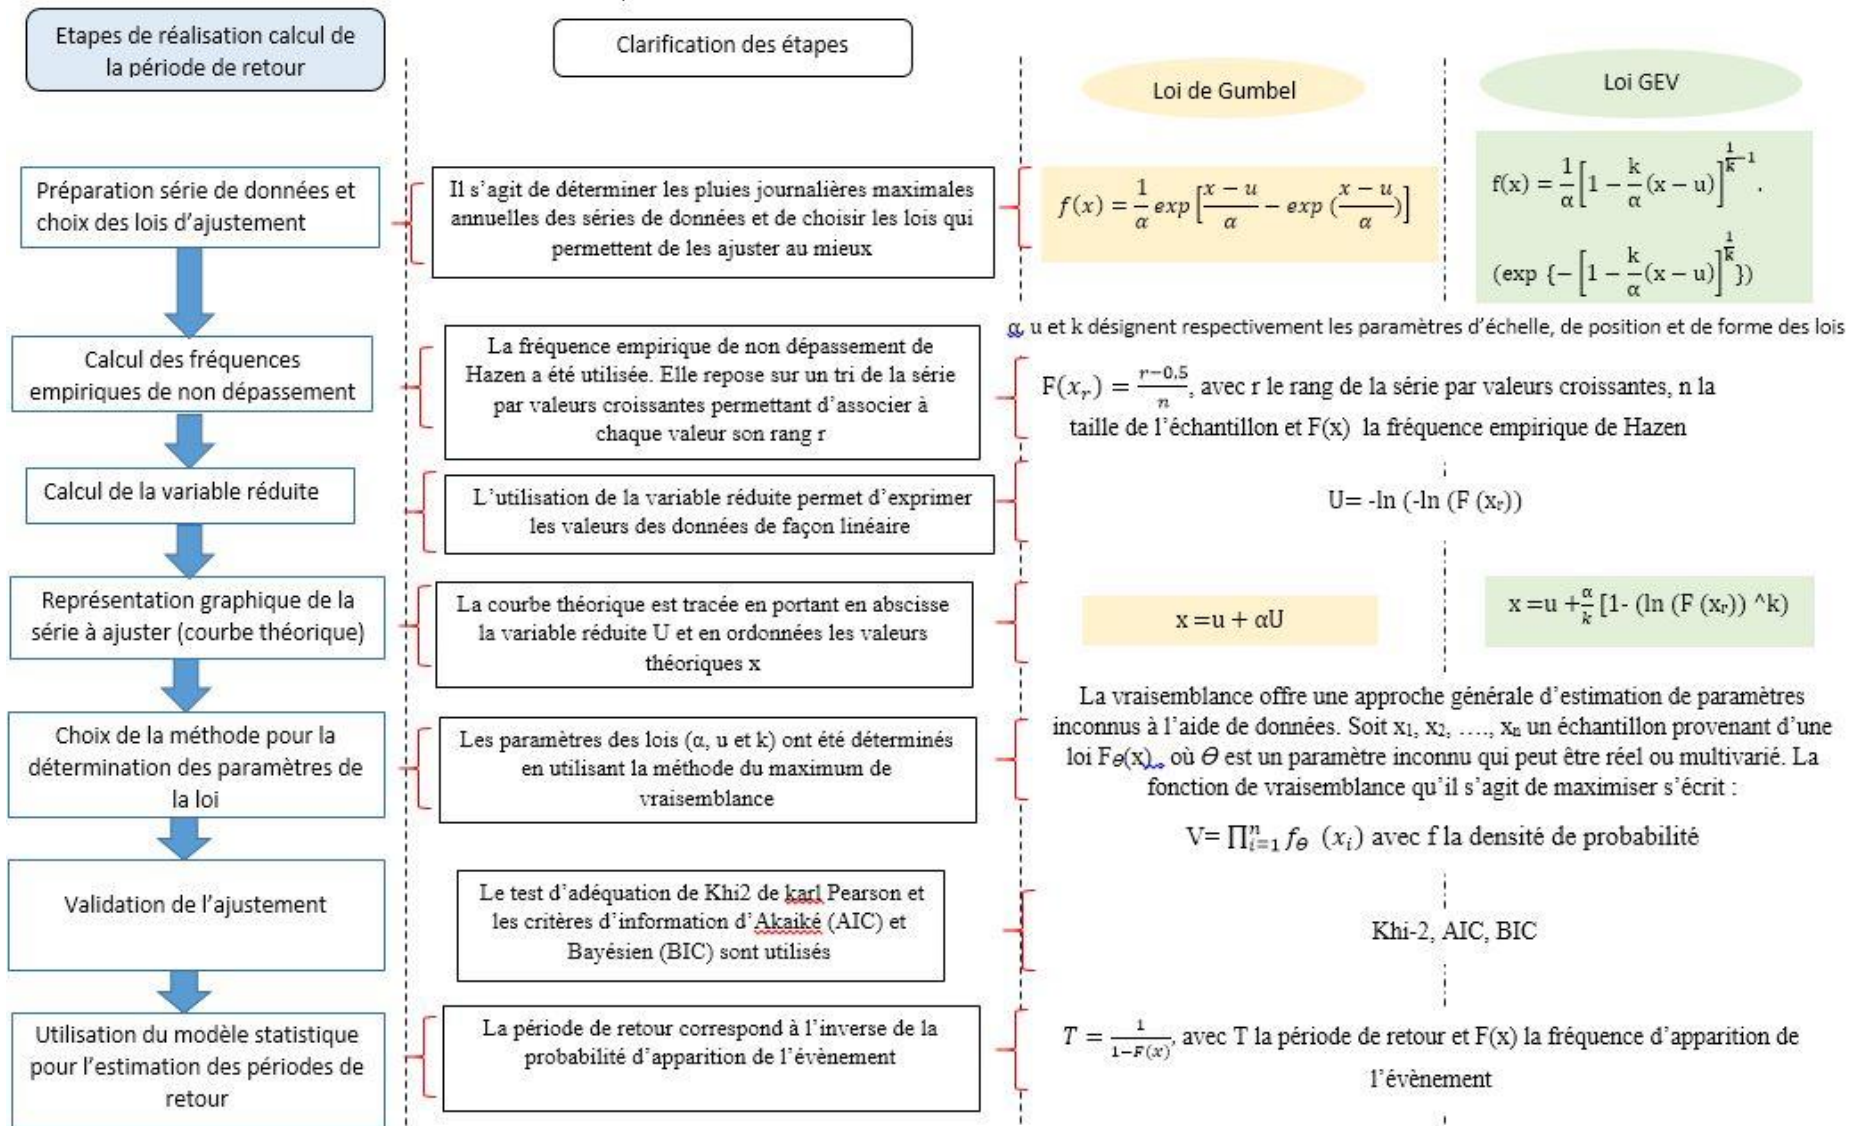 Etapes de réalisation calcul de
la période de retour
Clarification des étapes
Loi de Gumbel
Loi GEV
Préparation série de données et
choix des lois d’ajustement
Il s’agit de déterminer les pluies journalières maximales
annuelles des séries de données et de choisir les lois qui
permettent de les ajuster au mieux
f(x) = 1/α exp [(x − u)/α − exp ((x − u)/α)]
f(x) = 1/α [1 − k/α (x − u)]^(1/k −1) .
(exp {− [1 − k/α (x − u)]^(1/k)})
α, u et k désignent respectivement les paramètres d’échelle, de position et de forme des lois
Calcul des fréquences
empiriques de non dépassement
La fréquence empirique de non dépassement de
Hazen a été utilisée. Elle repose sur un tri de la série
par valeurs croissantes permettant d’associer à
chaque valeur son rang r
F(xᵣ) = (r−0.5)/n, avec r le rang de la série par valeurs croissantes, n la
taille de l’échantillon et F(x) la fréquence empirique de Hazen
Calcul de la variable réduite
L’utilisation de la variable réduite permet d’exprimer
les valeurs des données de façon linéaire
U= -ln (-ln (F (xᵣ))
Représentation graphique de la
série à ajuster (courbe théorique)
La courbe théorique est tracée en portant en abscisse
la variable réduite U et en ordonnées les valeurs
théoriques x
x =u + αU
x =u +α/k [1- (ln (F (xᵣ)) ^k)
Choix de la méthode pour la
détermination des paramètres de
la loi
Les paramètres des lois (α, u et k) ont été déterminés
en utilisant la méthode du maximum de
vraisemblance
La vraisemblance offre une approche générale d’estimation de paramètres
inconnus à l’aide de données. Soit x₁, x₂, …., xₙ un échantillon provenant d’une
loi F_Θ(x), où Θ est un paramètre inconnu qui peut être réel ou multivarié. La
fonction de vraisemblance qu’il s’agit de maximiser s’écrit :
V= ∏ⁿᵢ₌₁ f_Θ (xᵢ) avec f la densité de probabilité
Validation de l’ajustement
Le test d’adéquation de Khi2 de karl Pearson et
les critères d’information d’Akaiké (AIC) et
Bayésien (BIC) sont utilisés
Khi-2, AIC, BIC
Utilisation du modèle statistique
pour l’estimation des périodes de
retour
La période de retour correspond à l’inverse de la
probabilité d’apparition de l’évènement
T = 1/(1−F(x)), avec T la période de retour et F(x) la fréquence d’apparition de
l’évènement